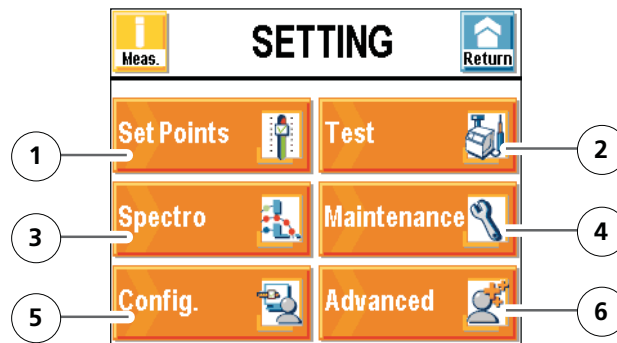 Meas. SETTING Return
1 Set Points Test 2
3 Spectro Maintenance 4
5 Config. Advanced 6